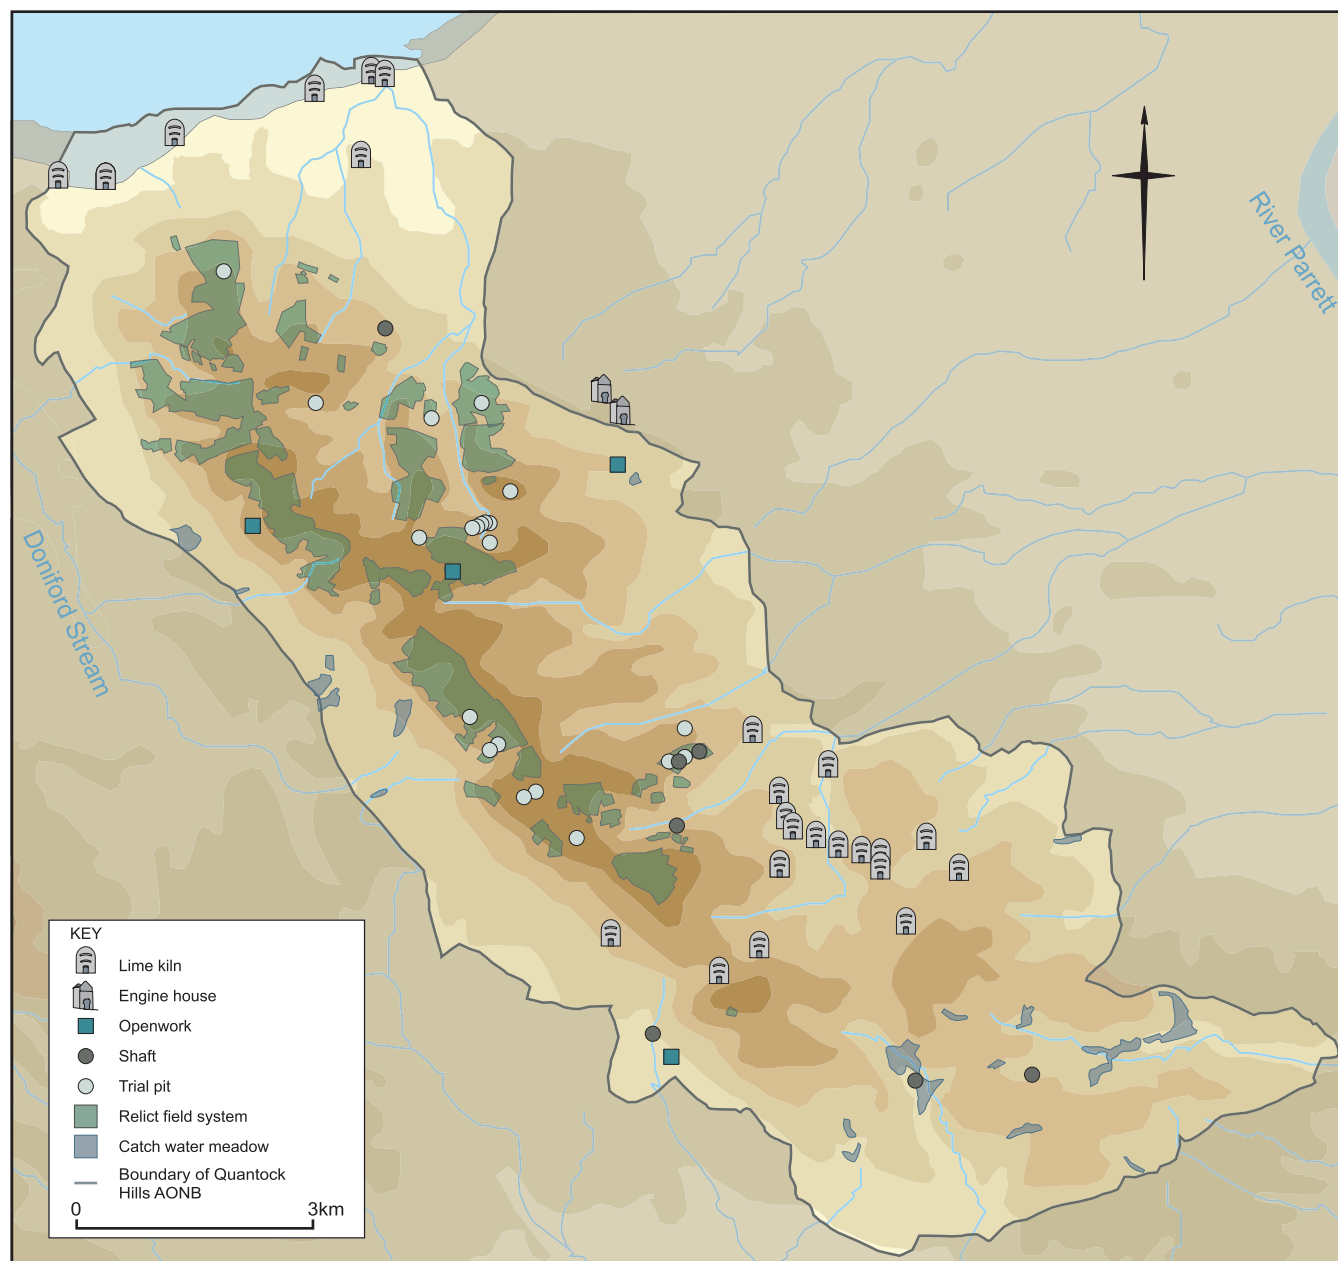 River Parrett
Doniford Stream
KEY
Lime kiln
Engine house
Openwork
Shaft
Trial pit
Relict field system
Catch water meadow
Boundary of Quantock
Hills AONB
0 3km